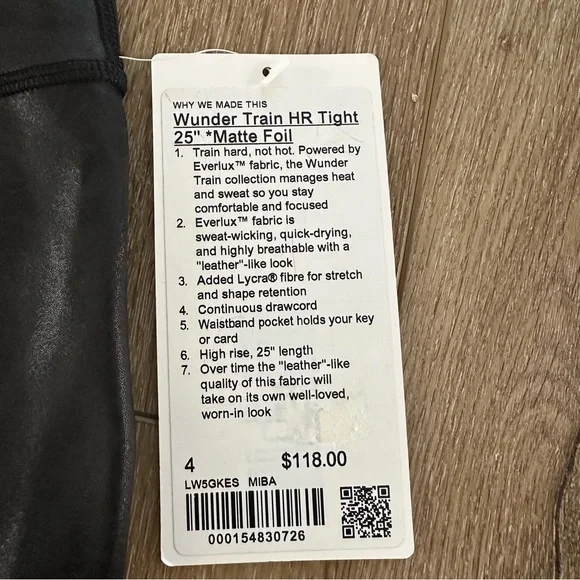 WHY WE MADE THIS
Wunder Train HR Tight
25" *Matte Foil
1. Train hard, not hot. Powered by
Everlux™ fabric, the Wunder
Train collection manages heat
and sweat so you stay
comfortable and focused
2. Everlux™ fabric is
sweat-wicking, quick-drying,
and highly breathable with a
"leather"-like look
3. Added Lycra® fibre for stretch
and shape retention
4. Continuous drawcord
5. Waistband pocket holds your key
or card
6. High rise, 25" length
7. Over time the "leather"-like
quality of this fabric will
take on its own well-loved,
worn-in look
4 $118.00
LW5GKES MIBA
000154830726